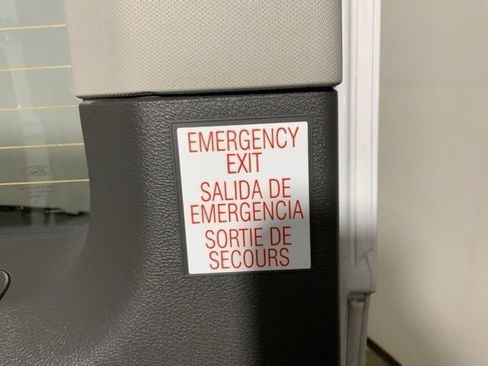 EMERGENCY
EXIT
SALIDA DE
EMERGENCIA
SORTIE DE
SECOURS